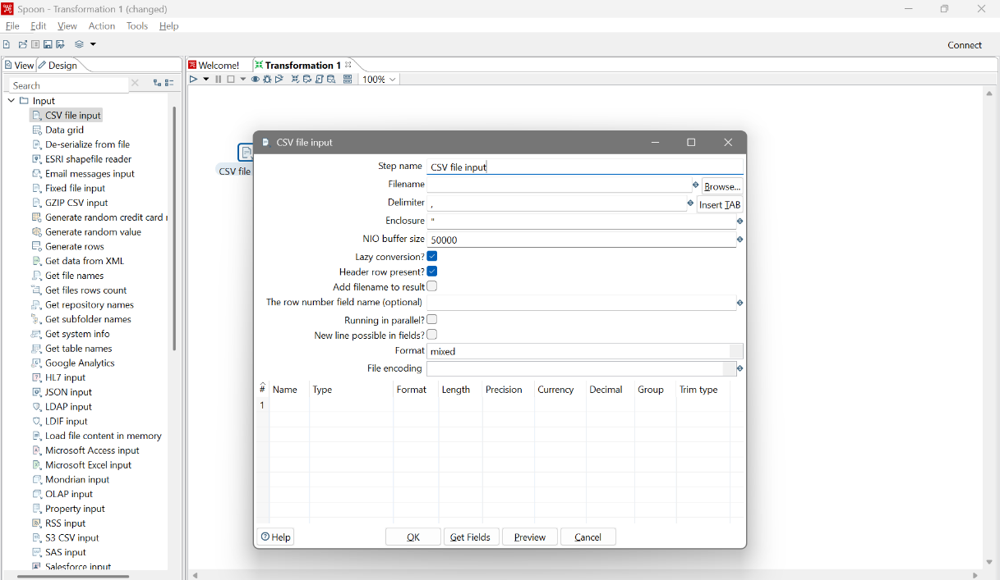 Spoon - Transformation 1 (changed)
File Edit View Action Tools Help
Connect
View Design
Welcome! Transformation 1
Search
100%
Input
CSV file input
Data grid
De-serialize from file
ESRI shapefile reader
Email messages input
Fixed file input
GZIP CSV input
Generate random credit card
Generate random value
Generate rows
Get data from XML
Get file names
Get files rows count
Get repository names
Get subfolder names
Get system info
Get table names
Google Analytics
HL7 input
JSON input
LDAP input
LDIF input
Load file content in memory
Microsoft Access input
Microsoft Excel input
Mondrian input
OLAP input
Property input
RSS input
S3 CSV input
SAS input
Salesforce input
CSV file
CSV file input
Step name CSV file input
Filename Browse...
Delimiter , Insert TAB
Enclosure "
NIO buffer size 50000
Lazy conversion?
Header row present?
Add filename to result
The row number field name (optional)
Running in parallel?
New line possible in fields?
Format mixed
File encoding
# Name Type Format Length Precision Currency Decimal Group Trim type
1
Help OK Get Fields Preview Cancel